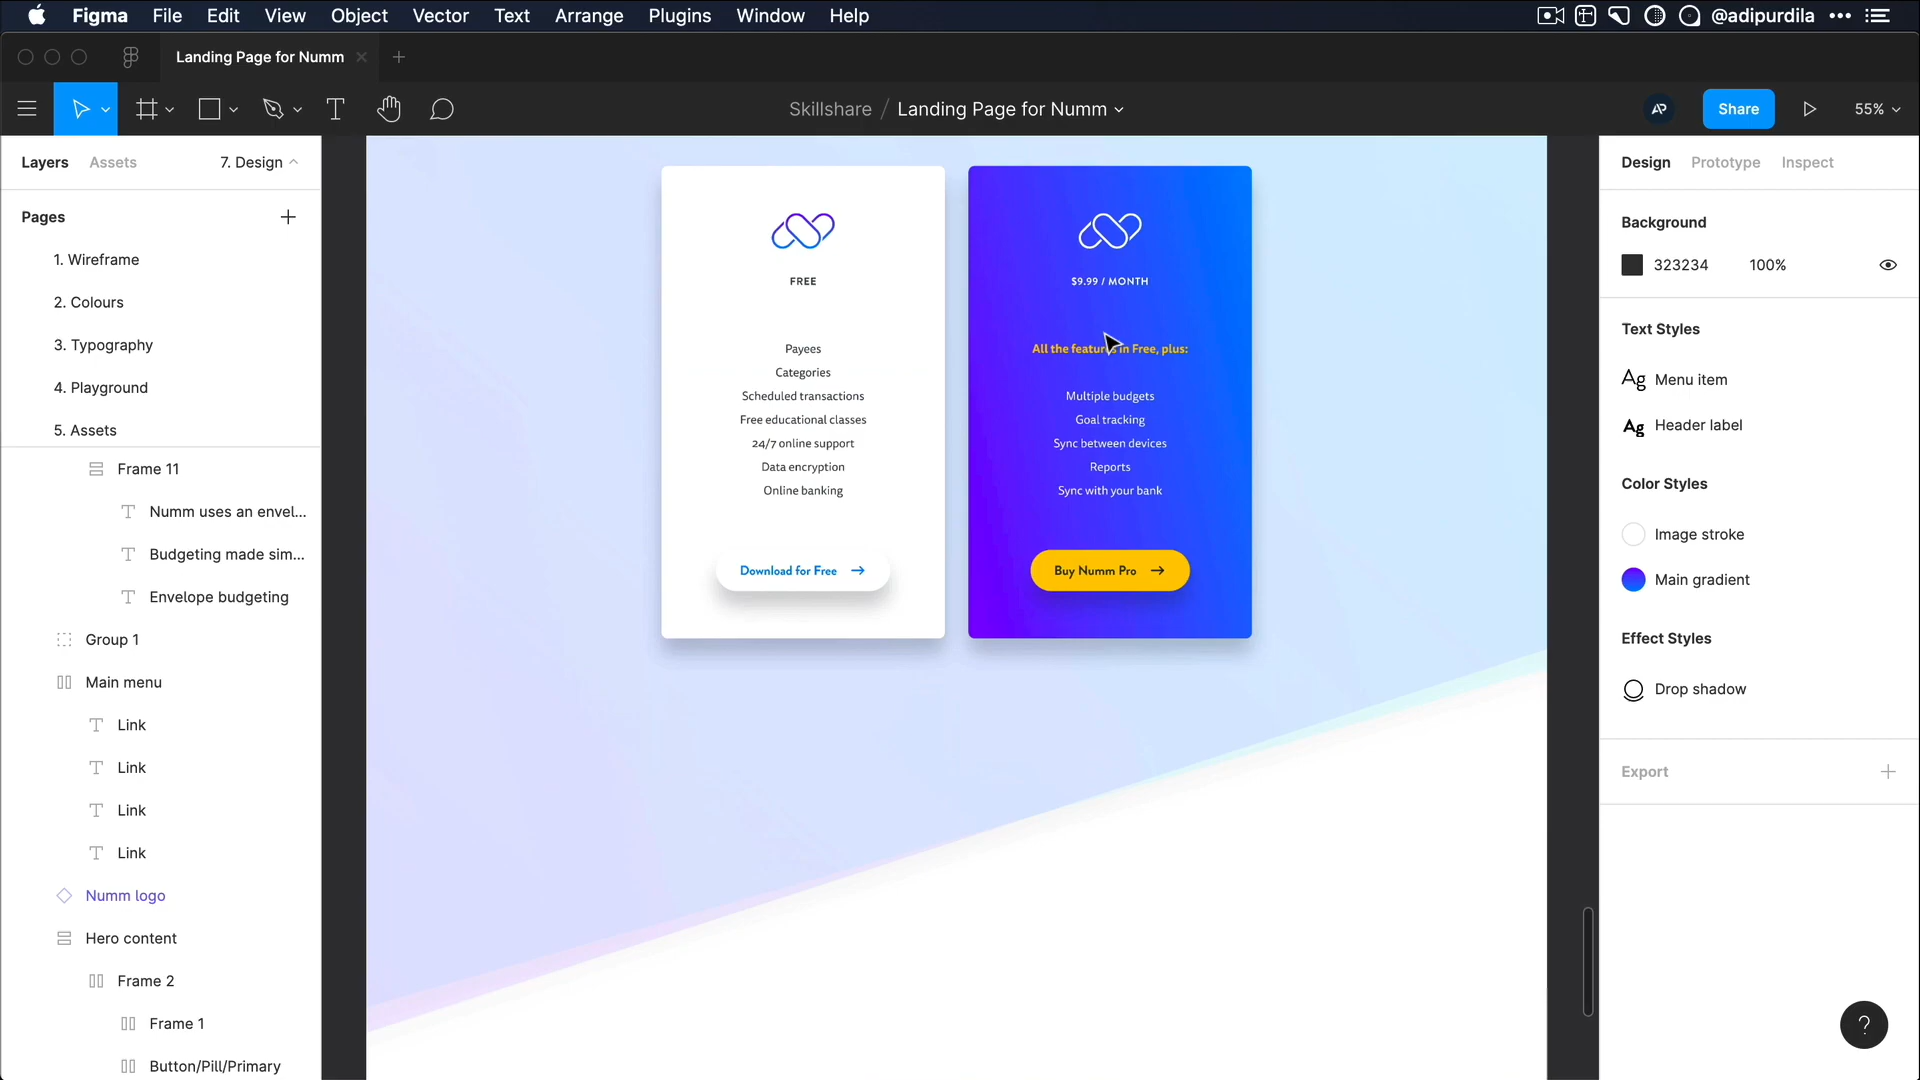 Figma File Edit View Object Vector Text Arrange Plugins Window Help @adipurdila
Landing Page for Numm
Skillshare / Landing Page for Numm
AP
Share
55%
Layers Assets 7. Design
Pages
1. Wireframe
2. Colours
3. Typography
4. Playground
5. Assets
Frame 11
Numm uses an envel...
Budgeting made sim...
Envelope budgeting
Group 1
Main menu
Link
Link
Link
Link
Numm logo
Hero content
Frame 2
Frame 1
Button/Pill/Primary
FREE
Payees
Categories
Scheduled transactions
Free educational classes
24/7 online support
Data encryption
Online banking
Download for Free
$9.99 / MONTH
All the features in Free, plus:
Multiple budgets
Goal tracking
Sync between devices
Reports
Sync with your bank
Buy Numm Pro
Design Prototype Inspect
Background
323234 100%
Text Styles
Ag Menu item
Ag Header label
Color Styles
Image stroke
Main gradient
Effect Styles
Drop shadow
Export
?